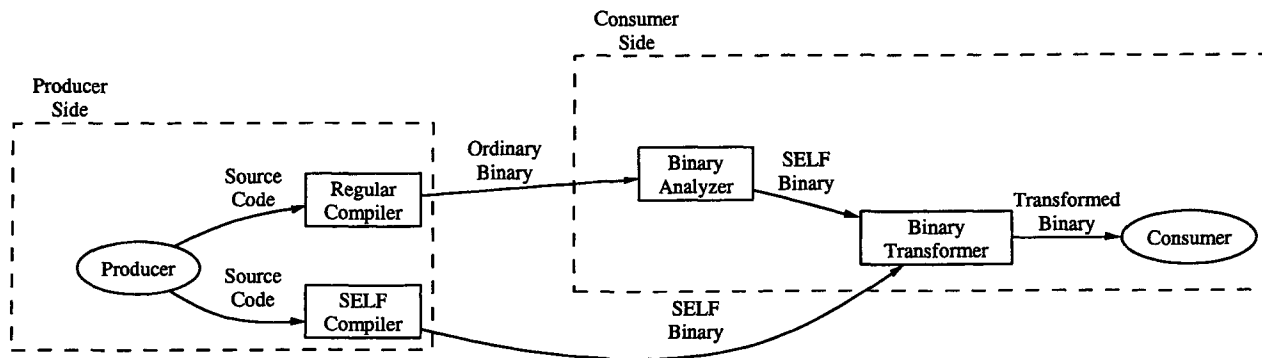 Consumer
Side
Producer
Side
Ordinary
Binary
Binary
Analyzer
SELF
Binary
Source
Code
Regular
Compiler
Transformed
Binary
Binary
Transformer
Consumer
Producer
Source
Code
SELF
Compiler
SELF
Binary